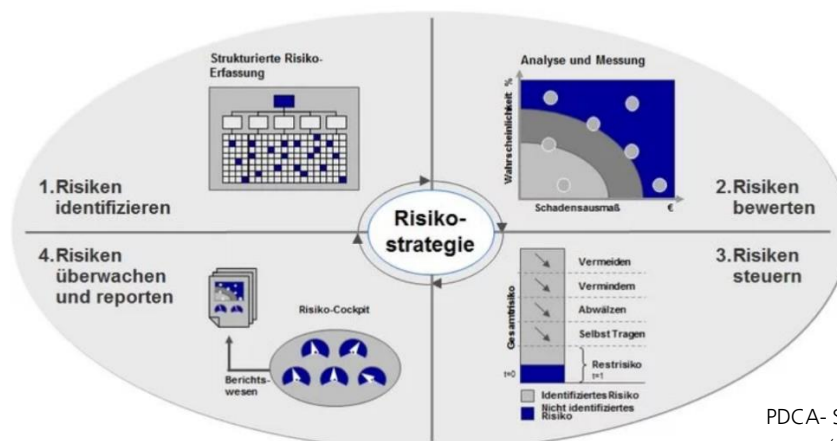 Strukturierte Risiko-
Erfassung
1.Risiken
identifizieren
Analyse und Messung
Wahrscheinlichkeit %
Schadensausmaß €
2.Risiken
bewerten
Risiko-
strategie
4.Risiken
überwachen
und reporten
Risiko-Cockpit
Berichts-
wesen
3.Risiken
steuern
Gesamtrisiko
Vermeiden
Vermindern
Abwälzen
Selbst Tragen
Restrisiko
t=0
t=1
Identifiziertes Risiko
Nicht identifiziertes
Risiko
PDCA- S